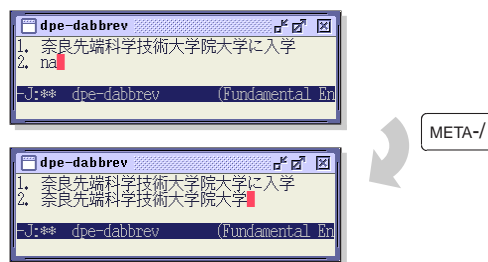 dpe-dabbrev
1. 奈良先端科学技術大学院大学に入学
2. na
-J:** dpe-dabbrev (Fundamental En
META-/
dpe-dabbrev
1. 奈良先端科学技術大学院大学に入学
2. 奈良先端科学技術大学院大学
-J:** dpe-dabbrev (Fundamental En